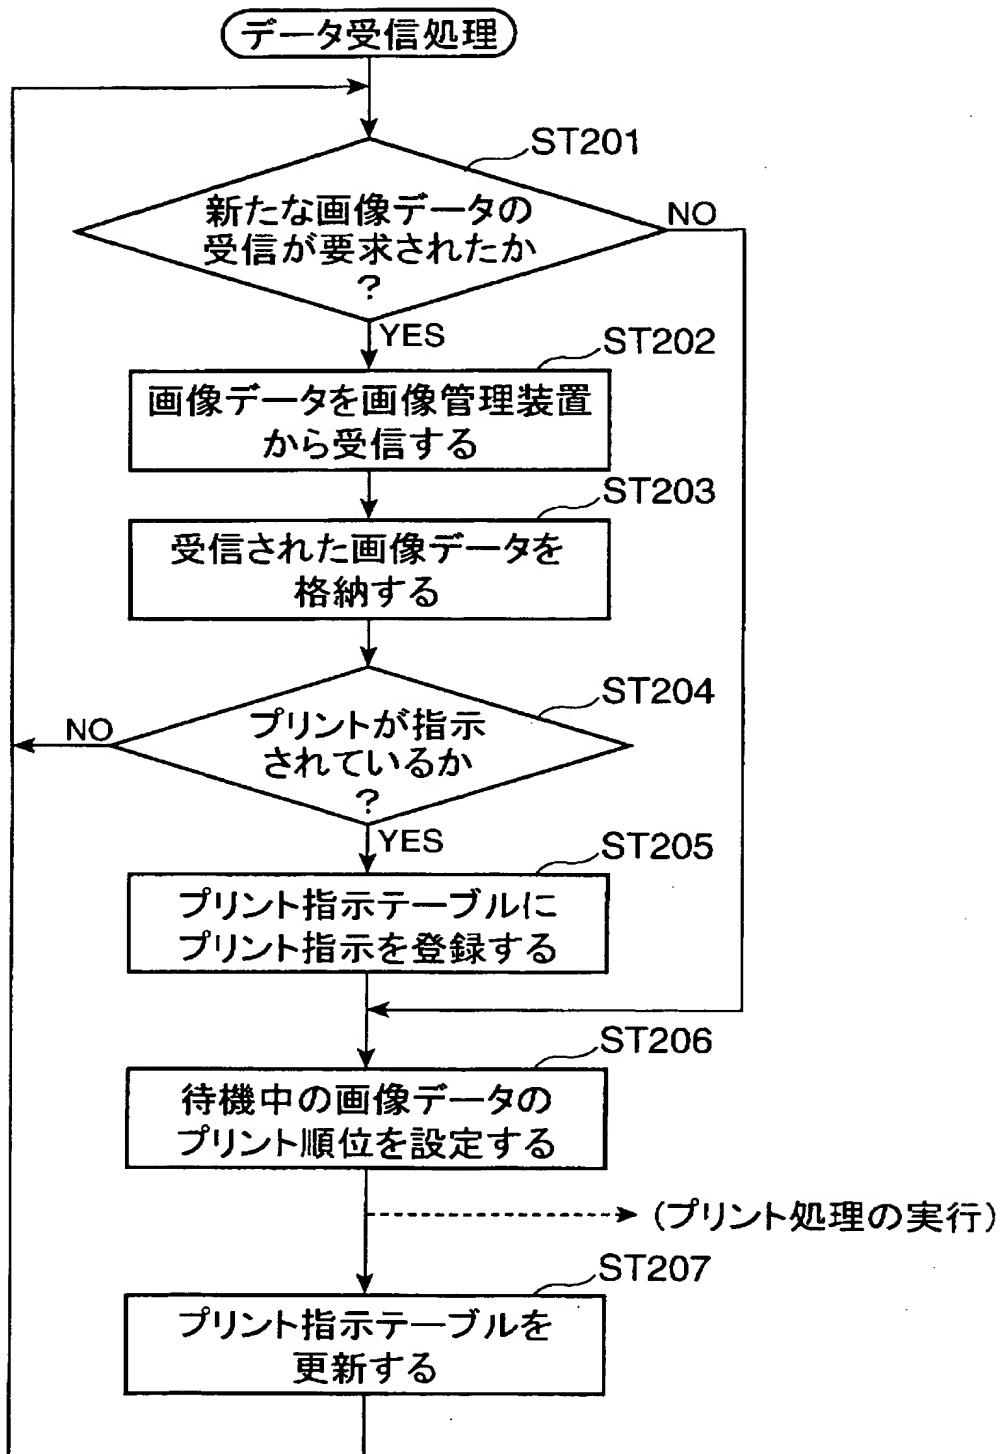 データ受信処理
ST201
新たな画像データの
受信が要求されたか
?
NO
YES
ST202
画像データを画像管理装置
から受信する
ST203
受信された画像データを
格納する
ST204
プリントが指示
されているか
?
NO
YES
ST205
プリント指示テーブルに
プリント指示を登録する
ST206
待機中の画像データの
プリント順位を設定する
(プリント処理の実行)
ST207
プリント指示テーブルを
更新する